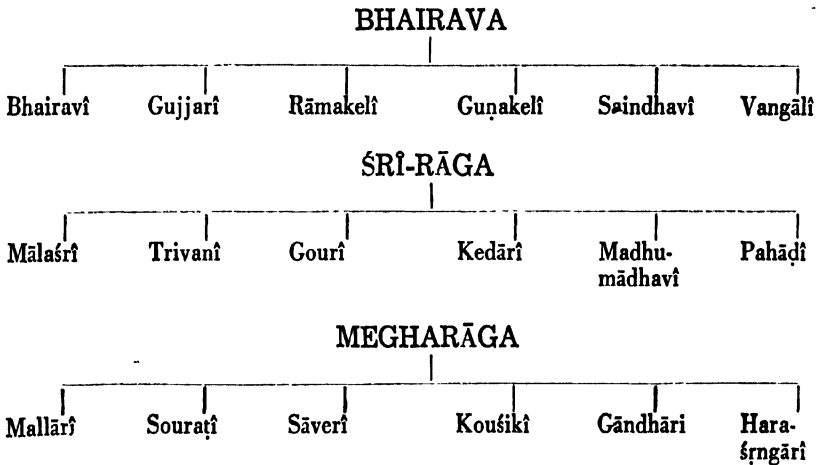 BHAIRAVA
Bhairavî Gujjarî Rāmakelî Guṇakelî Saindhavî Vangālî
ŚRÎ-RĀGA
Mālaśrî Trivanî Gourî Kedārî Madhu- Pahāḍî
mādhavî
MEGHARĀGA
Mallārî Souraṭî Sāverî Kouśikî Gāndhāri Hara-
śṛngārî